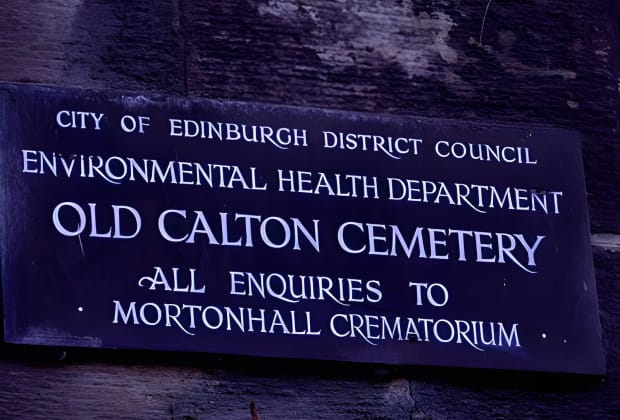 CITY OF EDINBURGH DISTRICT COUNCIL
ENVIRONMENTAL HEALTH DEPARTMENT
OLD CALTON CEMETERY
ALL ENQUIRIES TO
· MORTONHALL CREMATORIUM ·